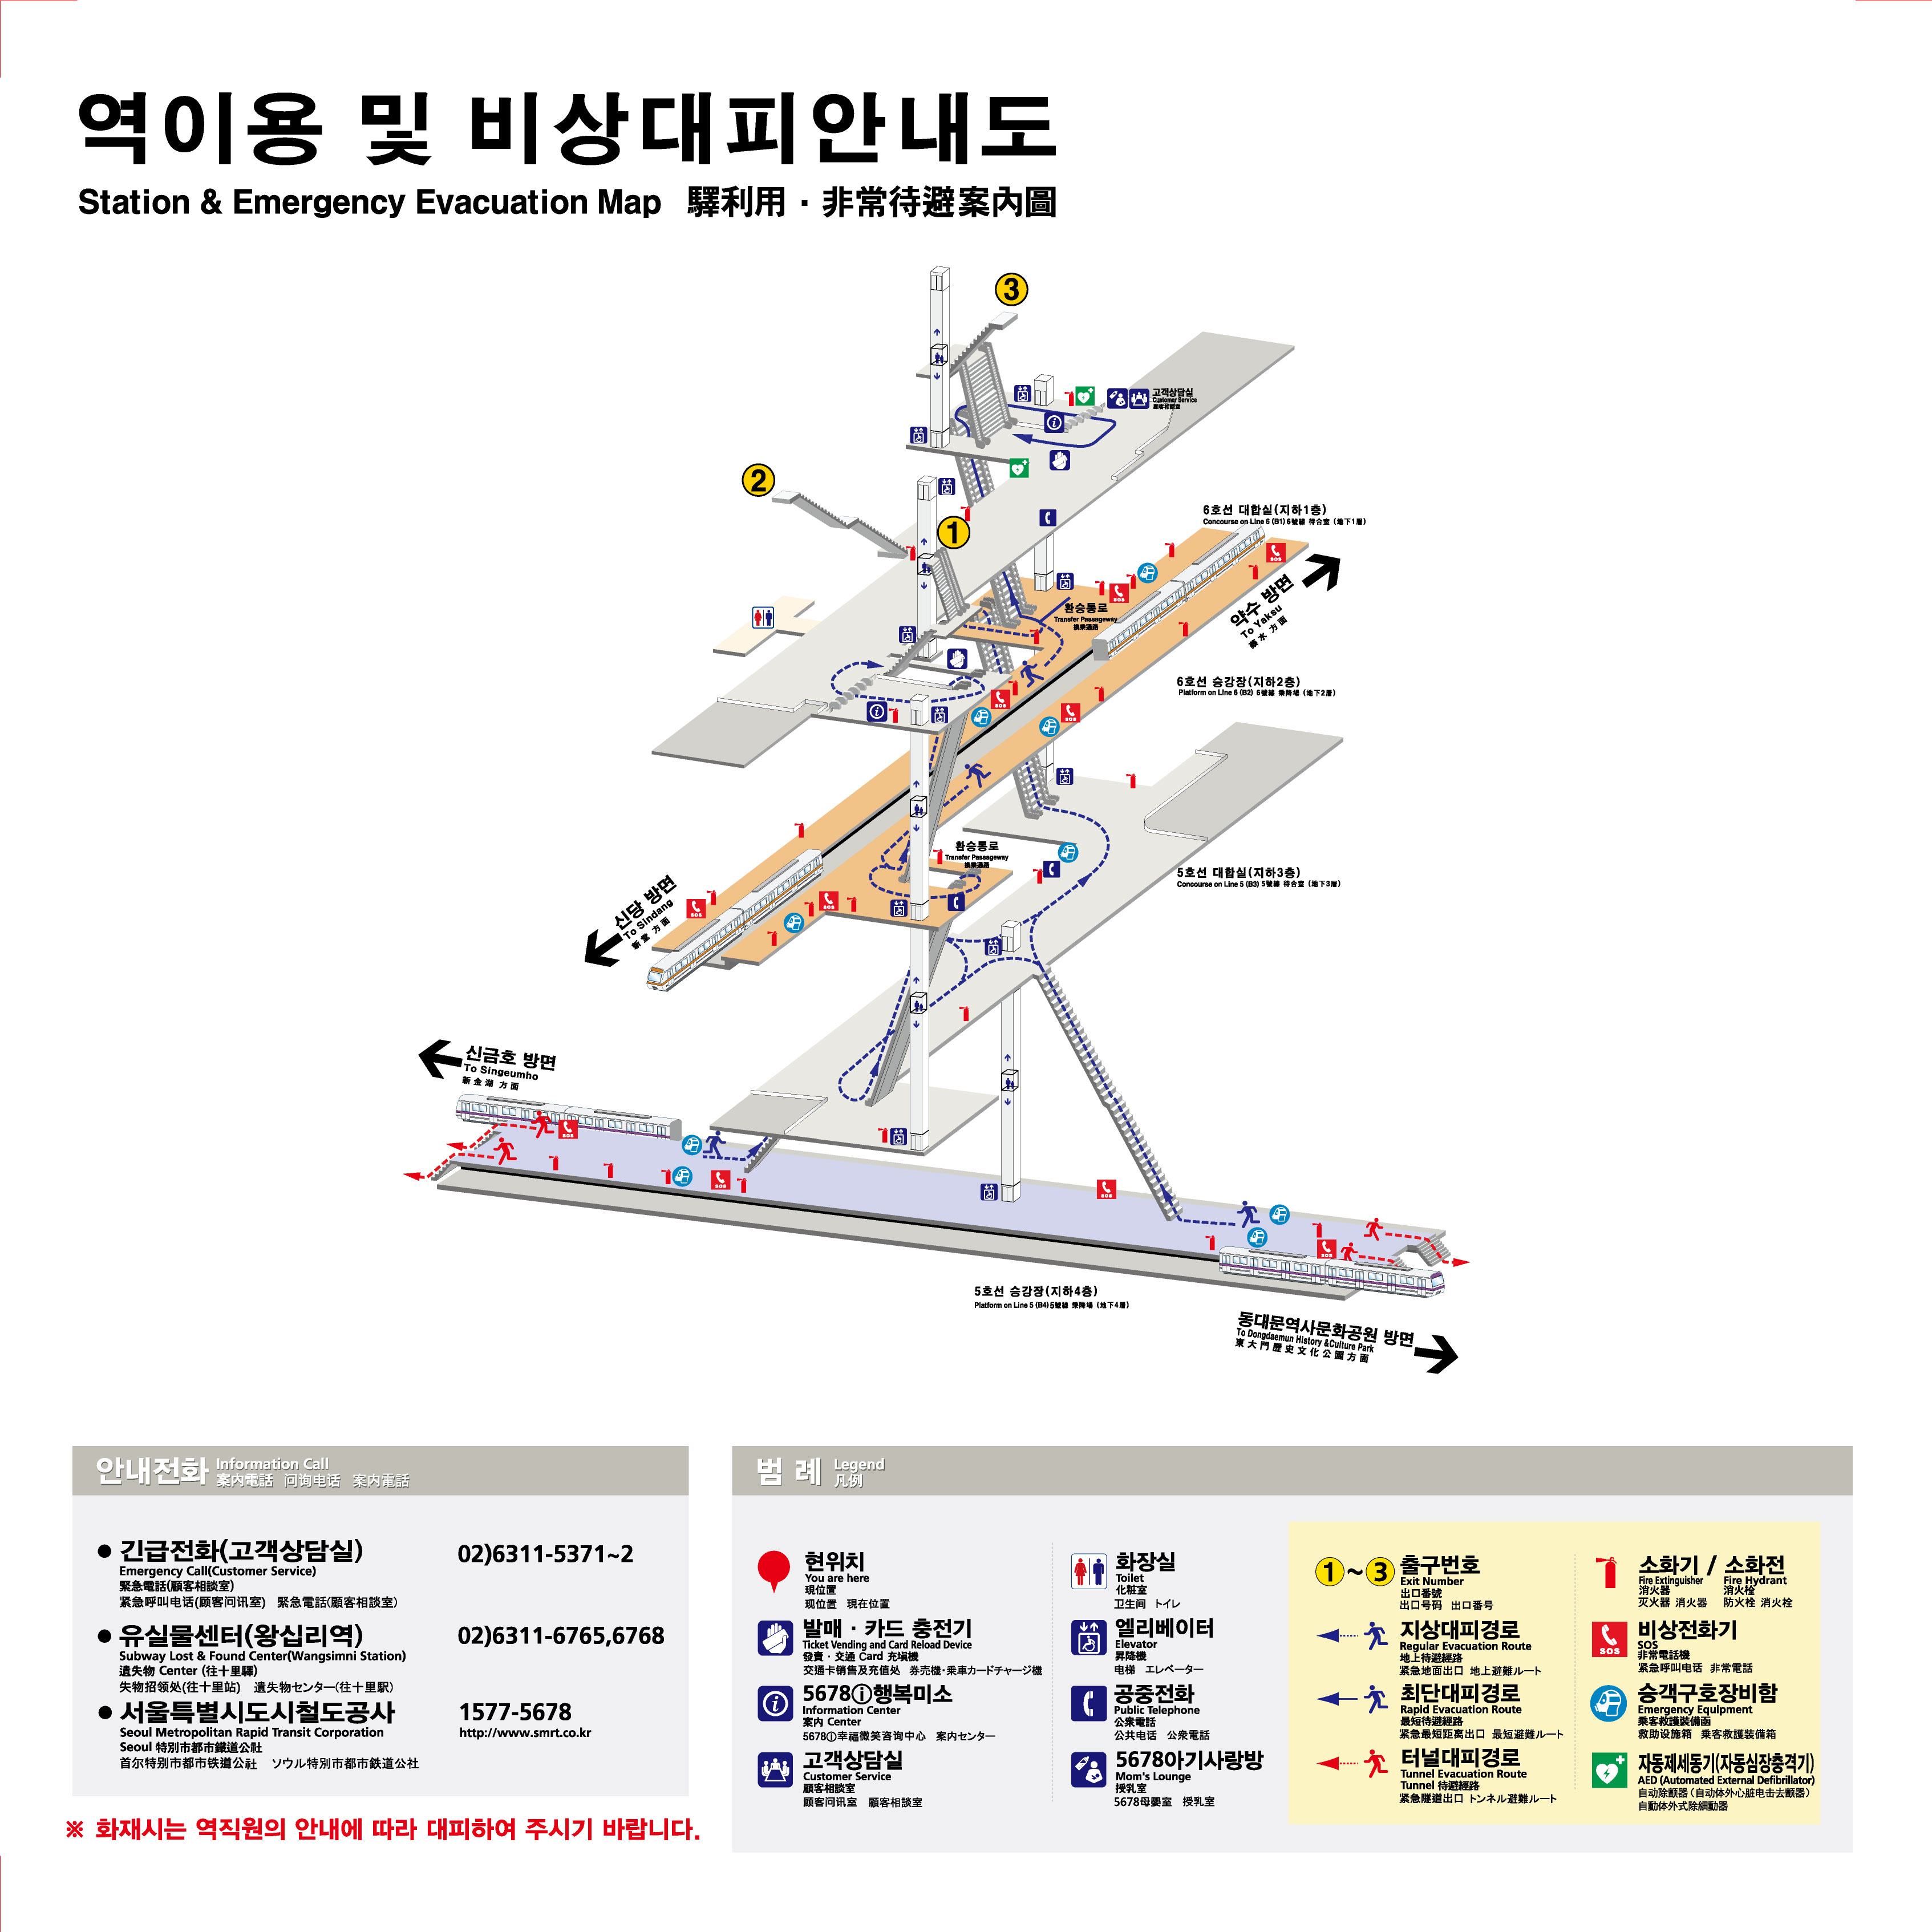 역이용 및 비상대피안내도
Station & Emergency Evacuation Map 驛利用 · 非常待避案內圖
3
고객상담실
Customer Service
顧客相談室
2
1
6호선 대합실(지하1층)
Concourse on Line 6 (B1) 6號線 待合室 (地下1層)
SOS
약수 방면
To Yaksu
藥水 方面
SOS
환승통로
Transfer Passageway
換乘通路
6호선 승강장(지하2층)
Platform on Line 6 (B2) 6號線 乘降場 (地下2層)
SOS
SOS
환승통로
Transfer Passageway
換乘通路
5호선 대합실(지하3층)
Concourse on Line 5 (B3) 5號線 待合室 (地下3層)
신당 방면
To Sindang
新堂 方面
SOS
SOS
신금호 방면
To Singeumho
新金湖 方面
SOS
SOS
SOS
SOS
5호선 승강장(지하4층)
Platform on Line 5 (B4) 5號線 乘降場 (地下4層)
동대문역사문화공원 방면
To Dongdaemun History &Culture Park
東大門歷史文化公園方面
안내전화 Information Call
案内電話 问询电话 案内電話
● 긴급전화(고객상담실) 02)6311-5371~2
Emergency Call(Customer Service)
緊急電話(顧客相談室)
紧急呼叫电话(顾客问讯室) 緊急電話(顧客相談室)
● 유실물센터(왕십리역) 02)6311-6765,6768
Subway Lost & Found Center(Wangsimni Station)
遺失物 Center (往十里驛)
失物招领处(往十里站) 遺失物センター(往十里駅)
● 서울특별시도시철도공사 1577-5678
Seoul Metropolitan Rapid Transit Corporation http://www.smrt.co.kr
Seoul 特別市都市鐵道公社
首尔特别市都市铁道公社 ソウル特別市都市鉄道公社
※ 화재시는 역직원의 안내에 따라 대피하여 주시기 바랍니다.
범 례 Legend
凡例
현위치
You are here
現位置
现位置 現在位置
발매 · 카드 충전기
Ticket Vending and Card Reload Device
發賣 · 交通 Card 充塡機
交通卡销售及充值处 券売機·乗車カードチャージ機
5678ⓘ행복미소
Information Center
案內 Center
5678ⓘ幸福微笑咨询中心 案内センター
고객상담실
Customer Service
顧客相談室
顾客问讯室 顧客相談室
화장실
Toilet
化粧室
卫生间 トイレ
엘리베이터
Elevator
昇降機
电梯 エレベーター
공중전화
Public Telephone
公衆電話
公共电话 公衆電話
5678아기사랑방
Mom's Lounge
授乳室
5678母婴室 授乳室
1 ~ 3 출구번호
Exit Number
出口番號
出口号码 出口番号
지상대피경로
Regular Evacuation Route
地上待避經路
紧急地面出口 地上避難ルート
최단대피경로
Rapid Evacuation Route
最短待避經路
紧急最短距离出口 最短避難ルート
터널대피경로
Tunnel Evacuation Route
Tunnel 待避經路
紧急隧道出口 トンネル避難ルート
소화기 / 소화전
Fire Extinguisher Fire Hydrant
消火器 消火栓
灭火器 消火器 防火栓 消火栓
SOS
비상전화기
SOS
非常電話機
紧急呼叫电话 非常電話
승객구호장비함
Emergency Equipment
乘客救護裝備函
救助设施箱 乗客救護装備箱
자동제세동기(자동심장충격기)
AED (Automated External Defibrillator)
自动除颤器 (自动体外心脏电击去颤器)
自動体外式除細動器